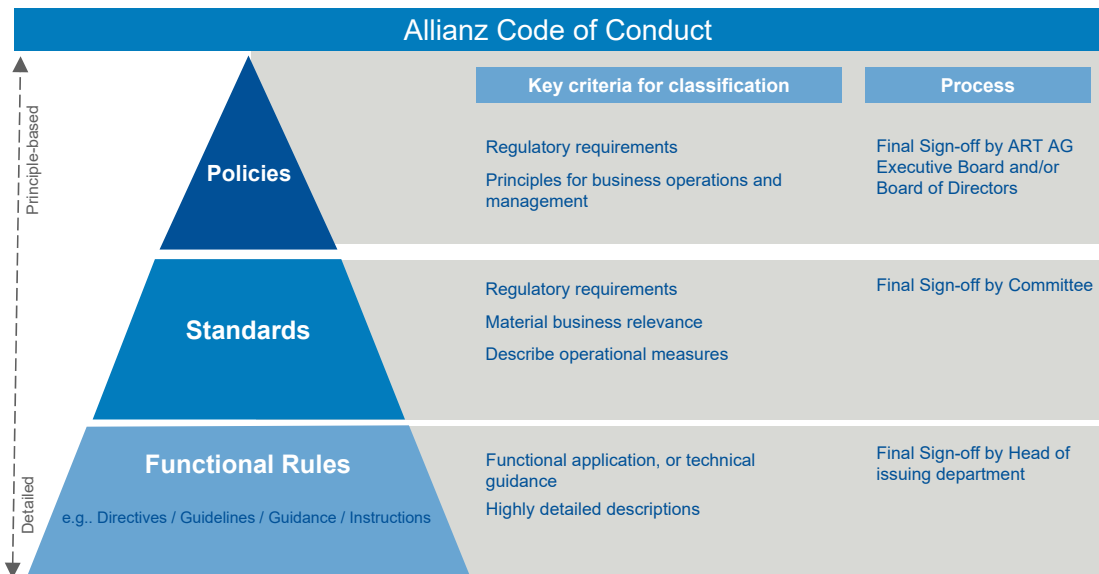 Allianz Code of Conduct
Key criteria for classification
Process
Principle-based
Policies
Regulatory requirements
Principles for business operations and
management
Final Sign-off by ART AG
Executive Board and/or
Board of Directors
Standards
Regulatory requirements
Material business relevance
Describe operational measures
Final Sign-off by Committee
Detailed
Functional Rules
e.g.. Directives / Guidelines / Guidance / Instructions
Functional application, or technical
guidance
Highly detailed descriptions
Final Sign-off by Head of
issuing department